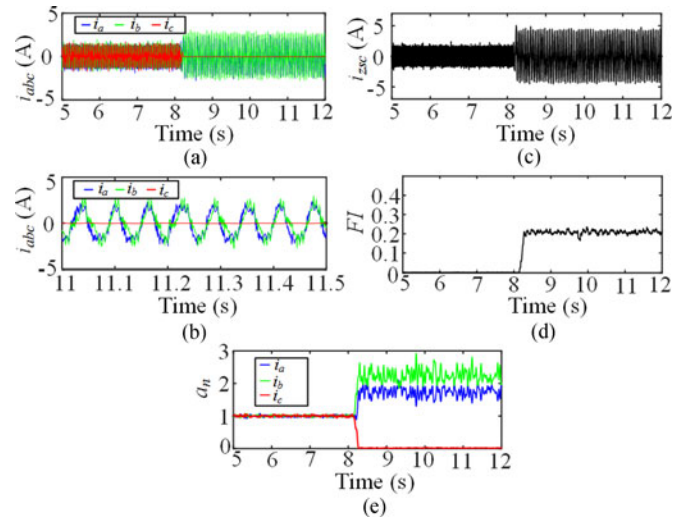 i_a i_b i_c
i_abc (A)
5
0
-5
5 6 7 8 9 10 11 12
Time (s)
(a)
i_zsc (A)
5
0
-5
5 6 7 8 9 10 11 12
Time (s)
(c)
i_a i_b i_c
i_abc (A)
5
0
-5
11 11.1 11.2 11.3 11.4 11.5
Time (s)
(b)
FI
0.4
0.3
0.2
0.1
0
5 6 7 8 9 10 11 12
Time (s)
(d)
i_a
i_b
i_c
a_n
3
2
1
0
5 6 7 8 9 10 11 12
Time (s)
(e)